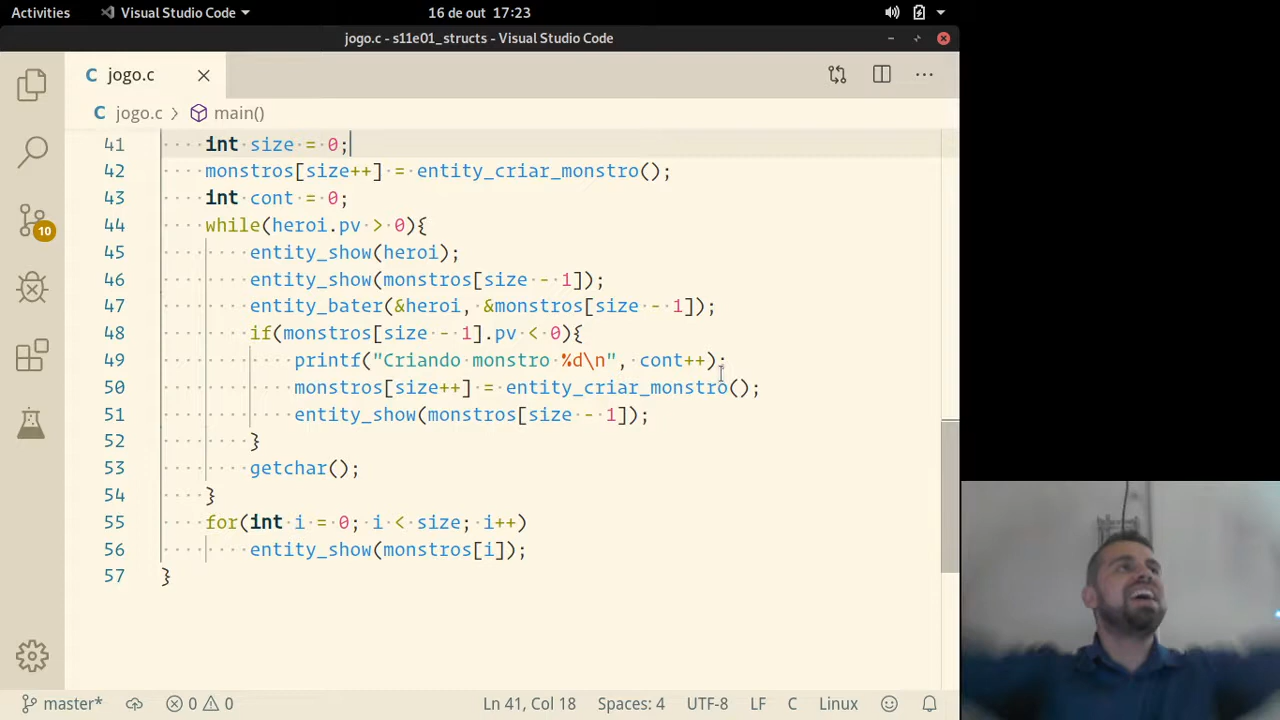 Activities Visual Studio Code 16 de out 17:23
jogo.c - s11e01_structs - Visual Studio Code
jogo.c
jogo.c > main()
41 int size = 0;
42 monstros[size++] = entity_criar_monstro();
43 int cont = 0;
44 while(heroi.pv > 0){
45 entity_show(heroi);
46 entity_show(monstros[size - 1]);
47 entity_bater(&heroi, &monstros[size - 1]);
48 if(monstros[size - 1].pv < 0){
49 printf("Criando monstro %d\n", cont++);
50 monstros[size++] = entity_criar_monstro();
51 entity_show(monstros[size - 1]);
52 }
53 getchar();
54 }
55 for(int i = 0; i < size; i++)
56 entity_show(monstros[i]);
57 }
10
master* 0 0 Ln 41, Col 18 Spaces: 4 UTF-8 LF C Linux